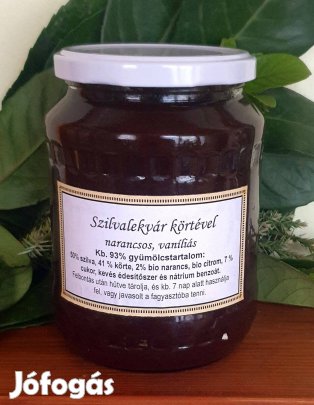 Szilvalekvár körtével
narancsos, vaníliás
Kb. 93% gyümölcstartalom:
50% szilva, 41 % körte, 2% bio narancs, bio citrom, 7 %
cukor, kevés édesítőszer és nátrium benzoát.
Felbontás után hűtve tárolja, és kb. 7 nap alatt használja
fel, vagy javasolt a fagyasztóba tenni.
Jófogás